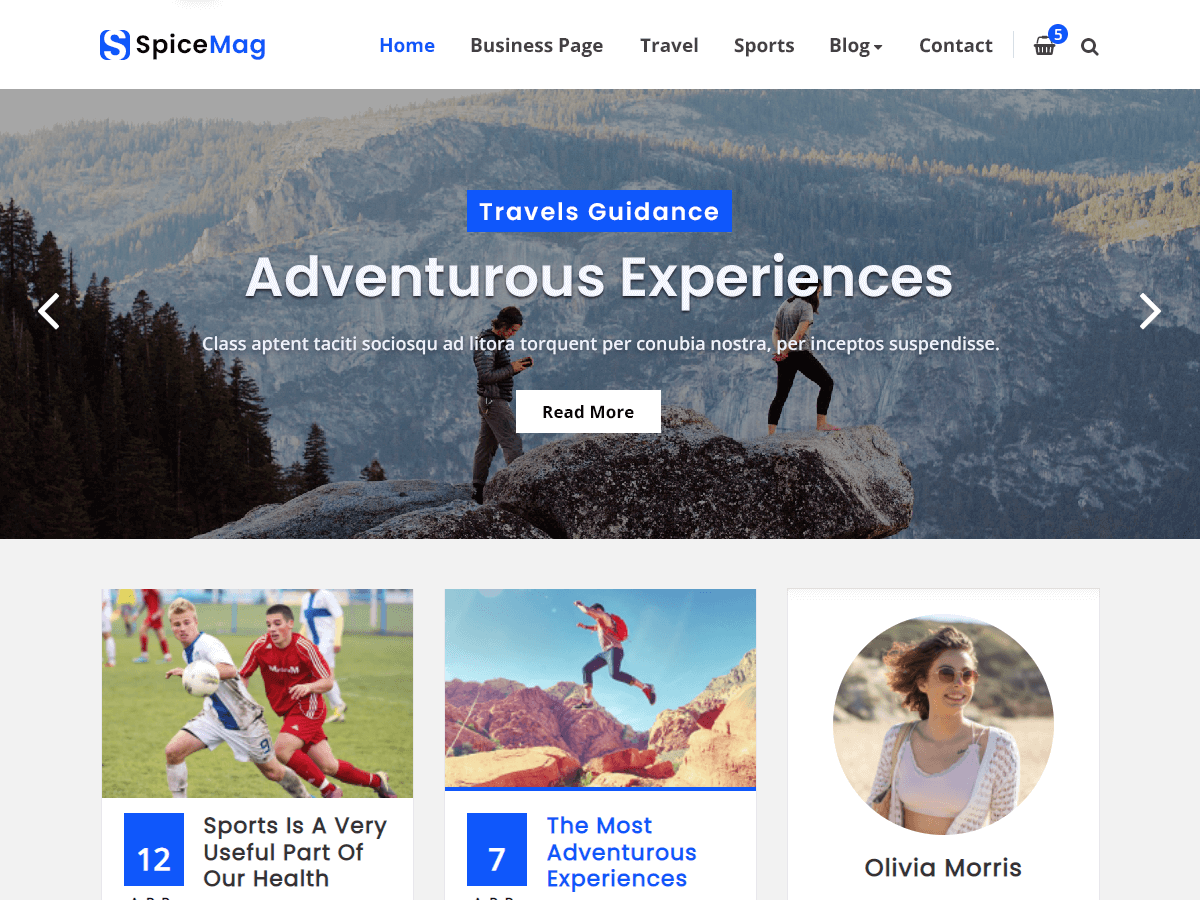 SpiceMag
Home Business Page Travel Sports Blog Contact 5
Travels Guidance
Adventurous Experiences
Class aptent taciti sociosqu ad litora torquent per conubia nostra, per inceptos suspendisse.
Read More
12
Sports Is A Very
Useful Part Of
Our Health
7
The Most
Adventurous
Experiences
Olivia Morris